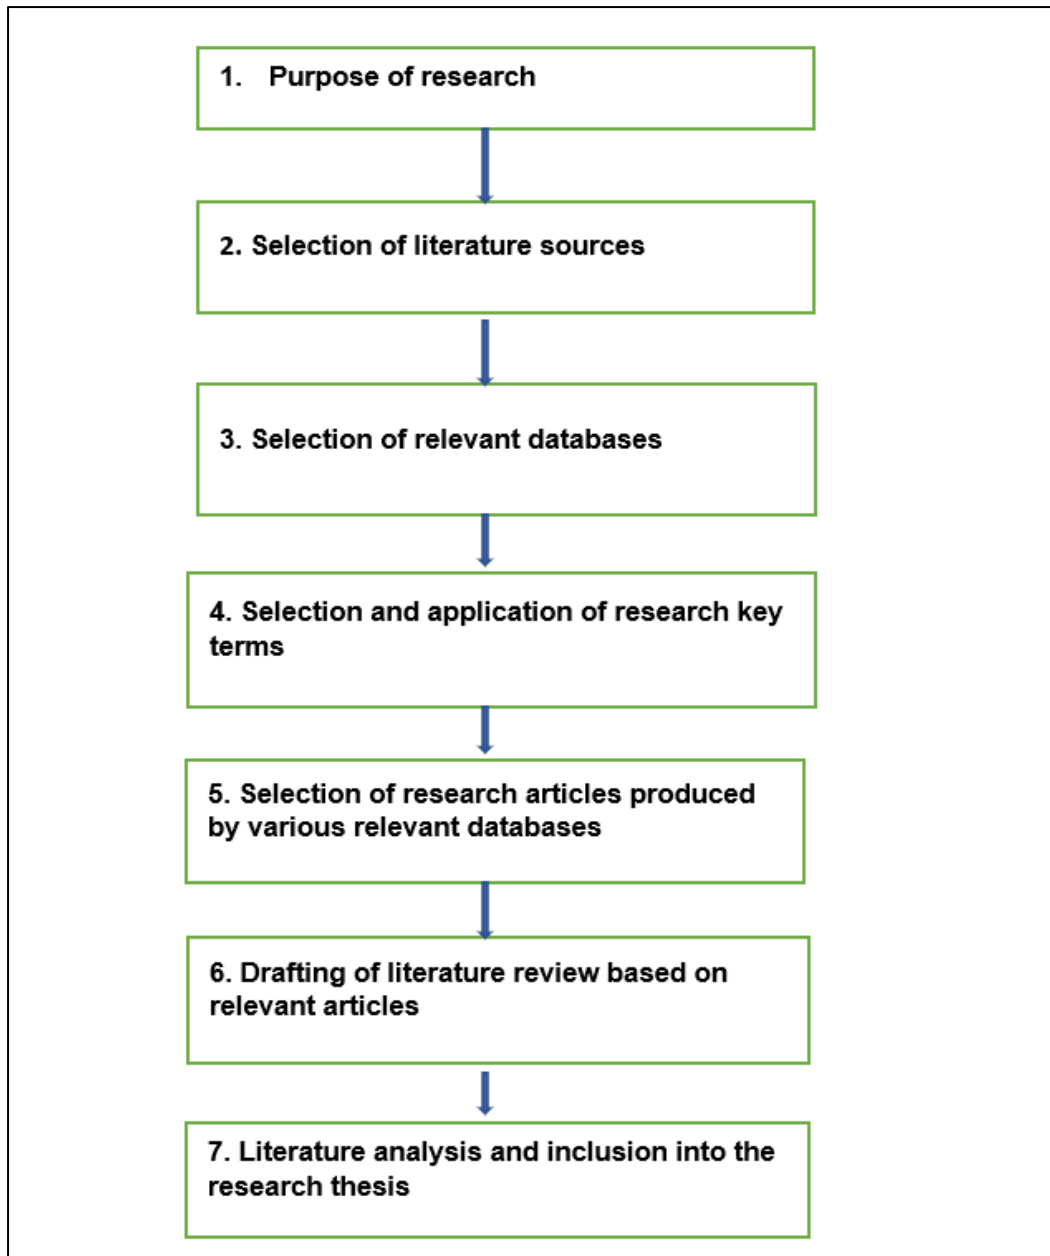 1. Purpose of research
2. Selection of literature sources
3. Selection of relevant databases
4. Selection and application of research key
terms
5. Selection of research articles produced
by various relevant databases
6. Drafting of literature review based on
relevant articles
7. Literature analysis and inclusion into the
research thesis